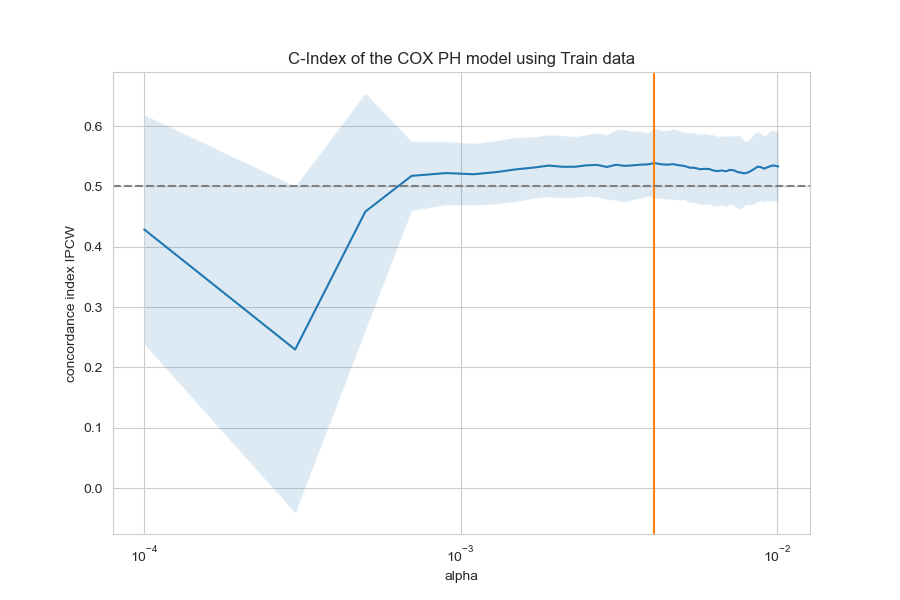 C-Index of the COX PH model using Train data
concordance index IPCW
0.6
0.5
0.4
0.3
0.2
0.1
0.0
10⁻⁴ 10⁻³ 10⁻²
alpha